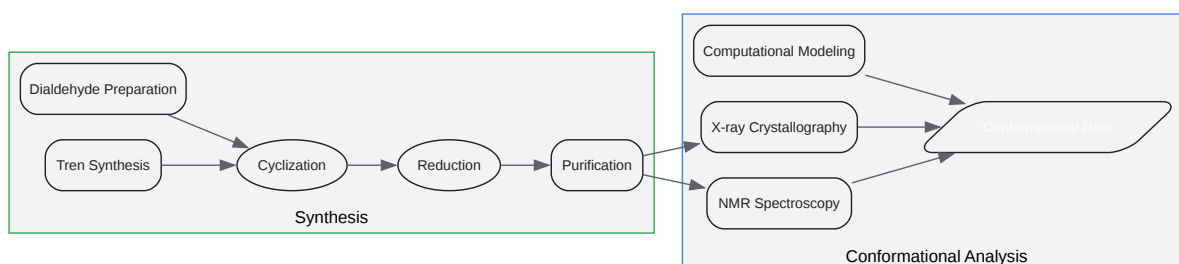 Dialdehyde Preparation
Tren Synthesis
Cyclization
Reduction
Purification
Synthesis
Computational Modeling
X-ray Crystallography
NMR Spectroscopy
Conformational Data
Conformational Analysis